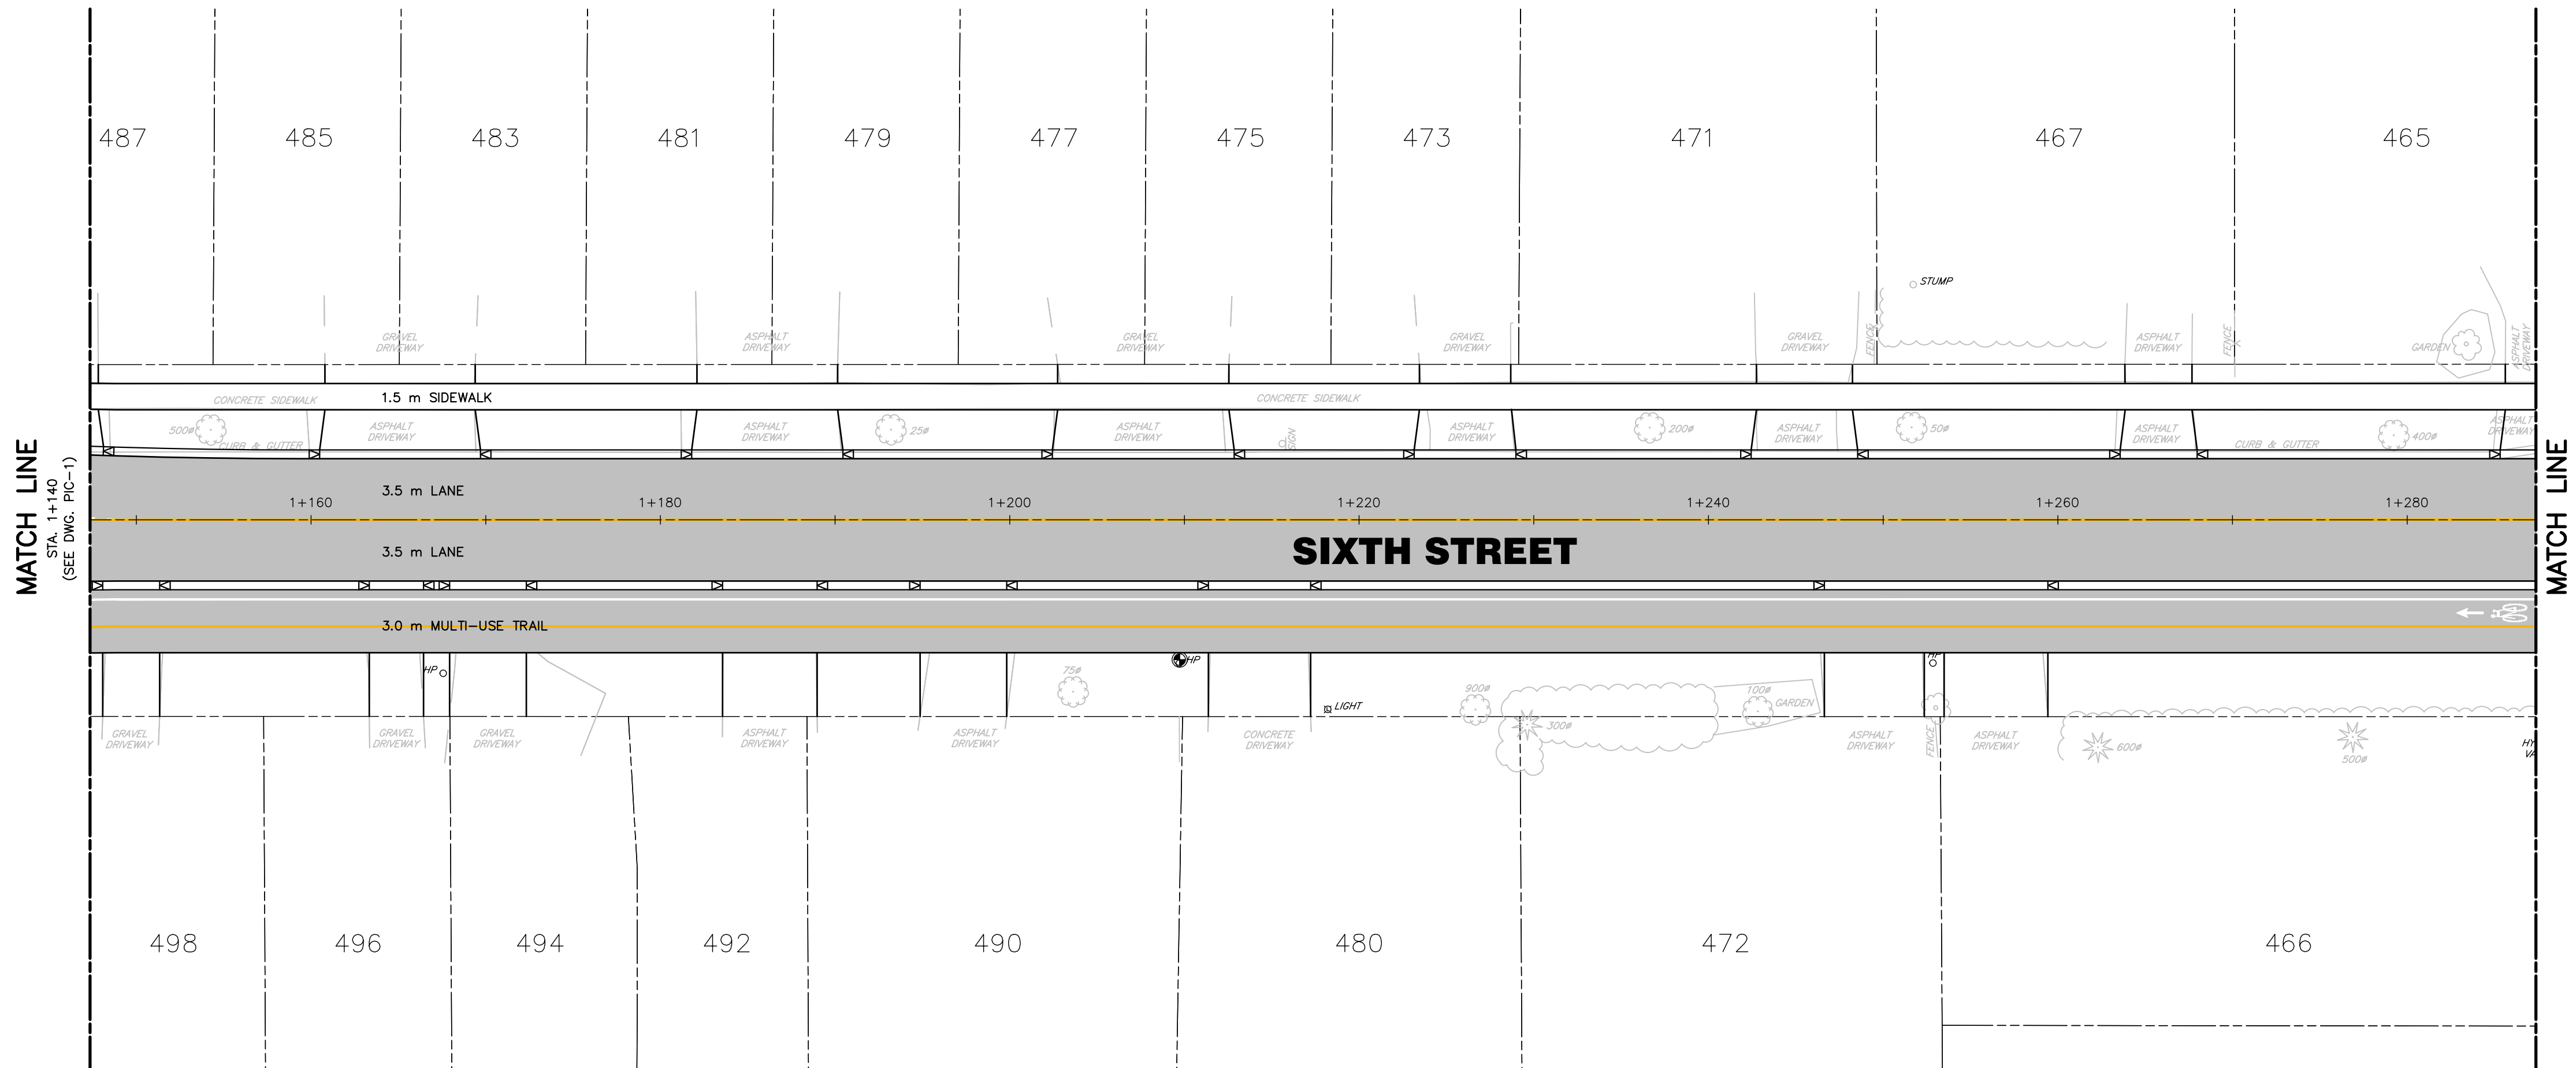 487 485 483 481 479 477 475 473 471 467 465
STUMP
GRAVEL DRIVEWAY
ASPHALT DRIVEWAY
GRAVEL DRIVEWAY
GRAVEL DRIVEWAY
GRAVEL DRIVEWAY
FENCE
ASPHALT DRIVEWAY
FENCE
GARDEN
ASPHALT DRIVEWAY
CONCRETE SIDEWALK
1.5 m SIDEWALK
CONCRETE SIDEWALK
500ø
CURB & GUTTER
ASPHALT DRIVEWAY
ASPHALT DRIVEWAY
25ø
ASPHALT DRIVEWAY
SIGN
ASPHALT DRIVEWAY
200ø
ASPHALT DRIVEWAY
50ø
ASPHALT DRIVEWAY
CURB & GUTTER
400ø
ASPHALT DRIVEWAY
MATCH LINE
STA. 1+140
(SEE DWG. PIC-1)
MATCH LINE
3.5 m LANE
1+160 1+180 1+200 1+220 1+240 1+260 1+280
3.5 m LANE
SIXTH STREET
3.0 m MULTI-USE TRAIL
HP
75ø
HP
LIGHT
900ø
300ø
100ø
GARDEN
HP
GRAVEL DRIVEWAY
GRAVEL DRIVEWAY
GRAVEL DRIVEWAY
ASPHALT DRIVEWAY
ASPHALT DRIVEWAY
CONCRETE DRIVEWAY
ASPHALT DRIVEWAY
FENCE
ASPHALT DRIVEWAY
600ø
500ø
HY
VA
498 496 494 492 490 480 472 466